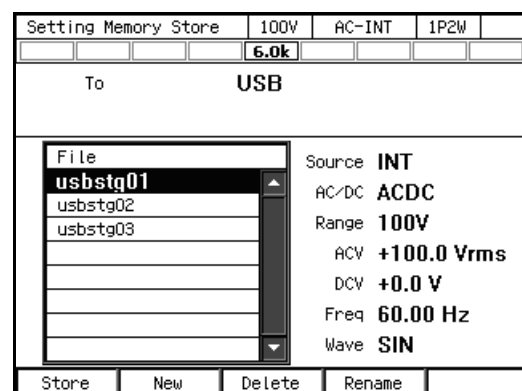 Setting Memory Store 100V AC-INT 1P2W
6.0k
To USB
File
usbstg01
usbstg02
usbstg03
Source INT
AC/DC ACDC
Range 100V
ACV +100.0 Vrms
DCV +0.0 V
Freq 60.00 Hz
Wave SIN
Store New Delete Rename